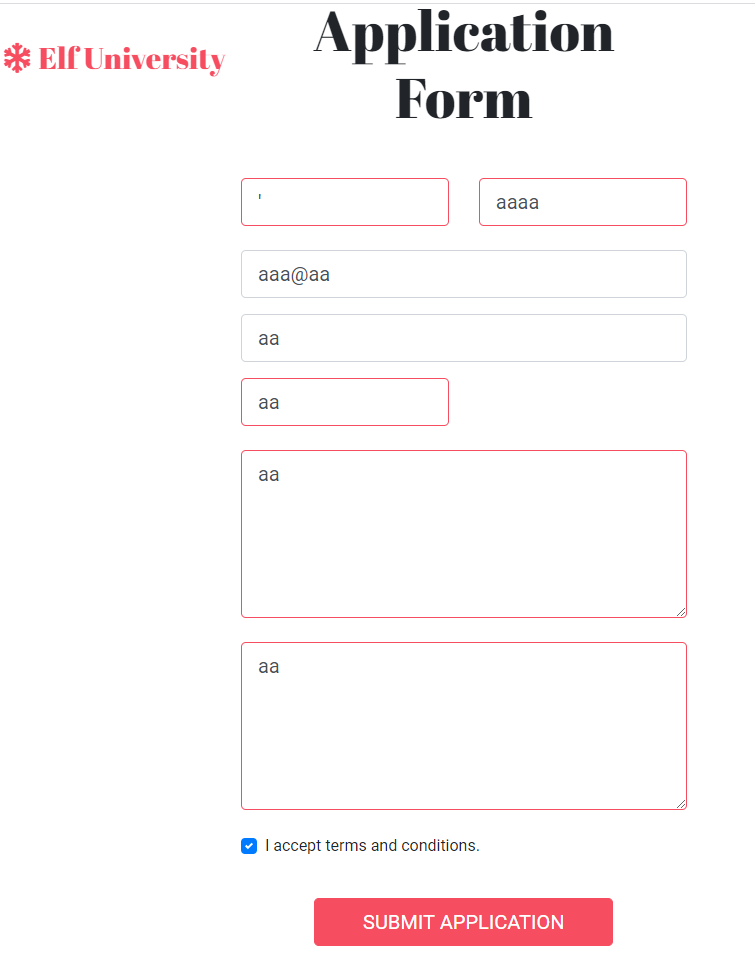 Application
Elf University
Form
'
aaaa
aaa@aa
aa
aa
aa
aa
I accept terms and conditions.
SUBMIT APPLICATION